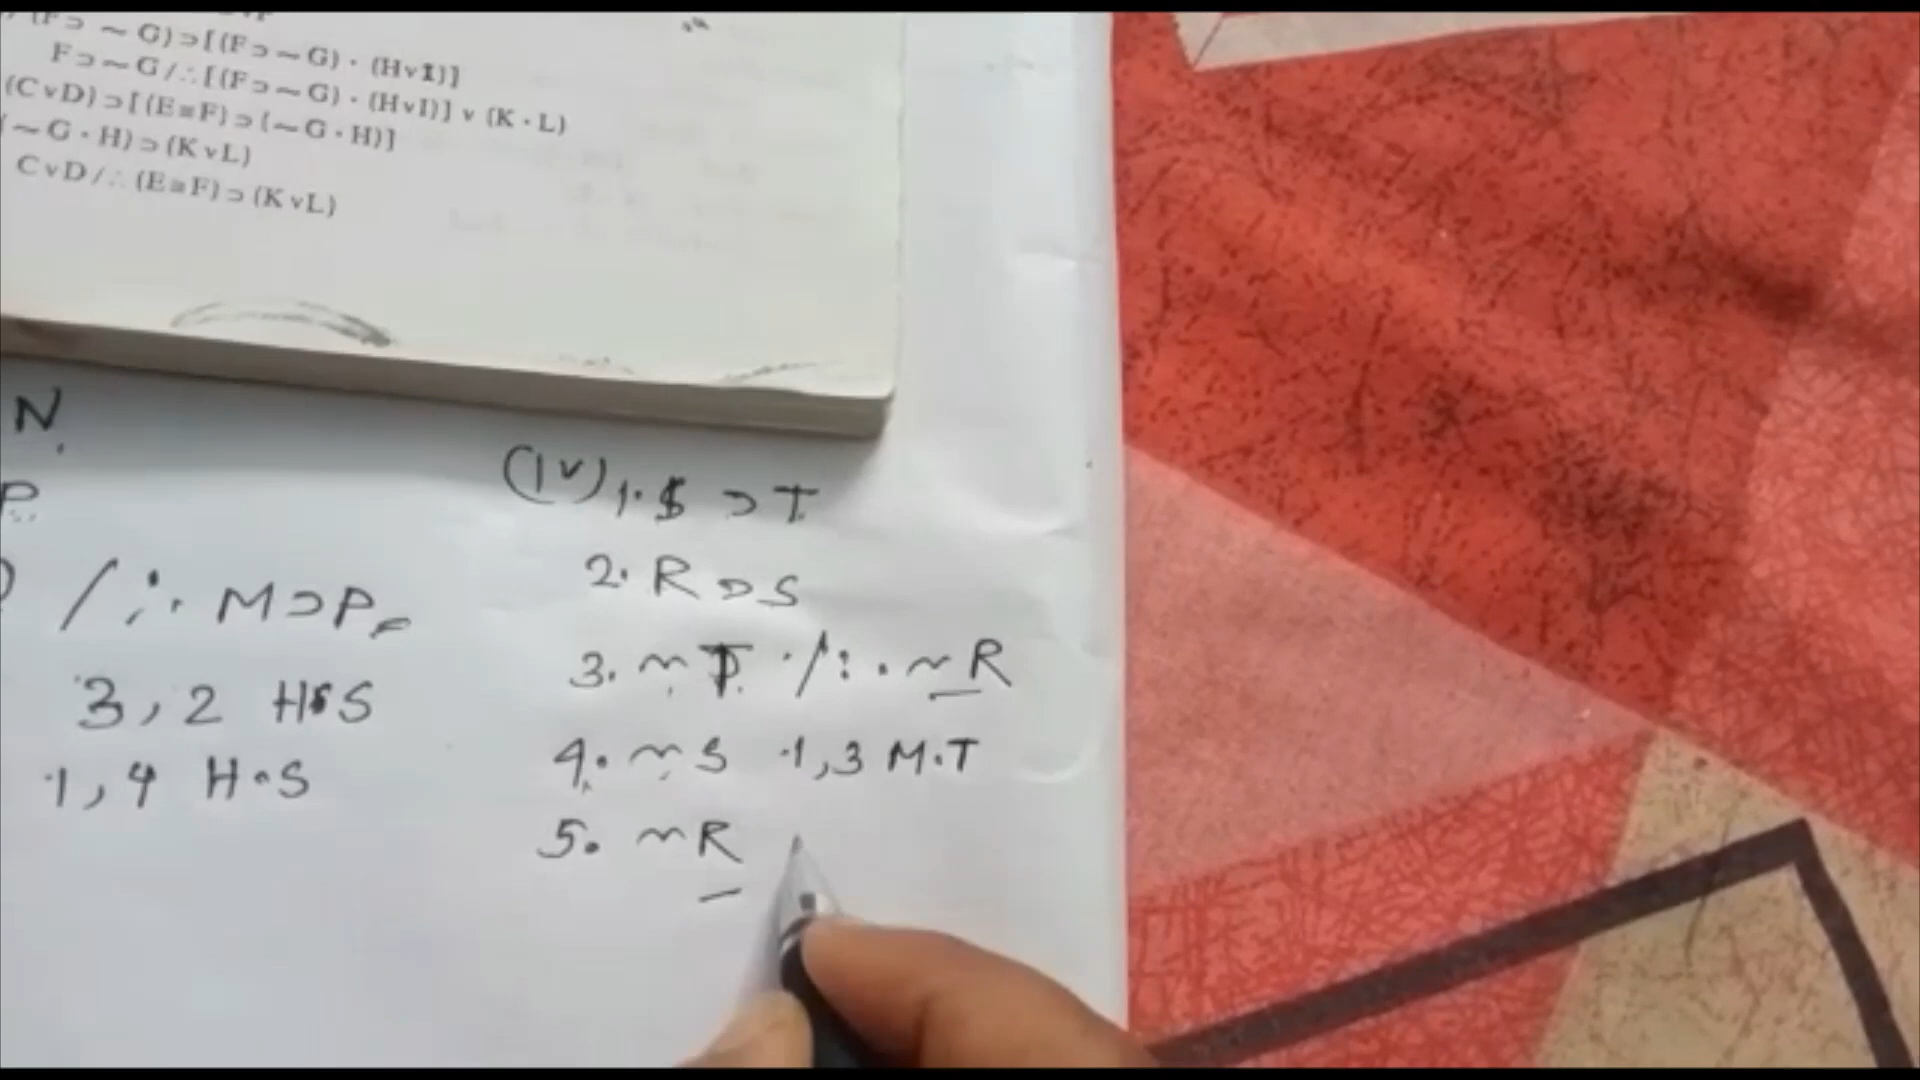 (F ⊃ ~ G) ⊃ [(F ⊃ ~ G) · (H v I)]
F ⊃ ~ G / ∴ [(F ⊃ ~ G) · (H v I)] v (K · L)
(C v D) ⊃ [(E ≡ F) ⊃ (~ G · H)]
(~ G · H) ⊃ (K v L)
C v D / ∴ (E ≡ F) ⊃ (K v L)
N.
P
/ ∴ M ⊃ P
3, 2 H.S
1, 4 H.S
(IV) 1. S ⊃ T
2. R ⊃ S
3. ~ T / ∴ ~ R
4. ~ S 1, 3 M.T
5. ~ R